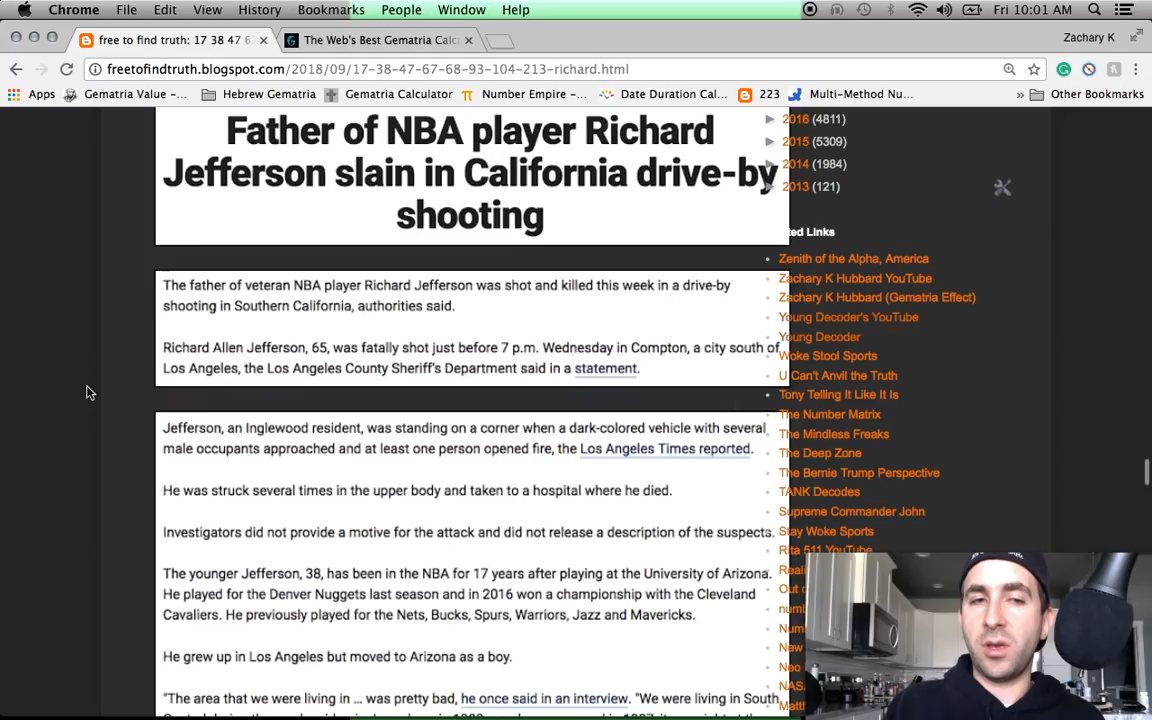 Chrome File Edit View History Bookmarks People Window Help Fri 10:01 AM
free to find truth: 17 38 47 67 The Web's Best Gematria Calc Zachary K
freetofindtruth.blogspot.com/2018/09/17-38-47-67-68-93-104-213-richard.html
Apps Gematria Value -... Hebrew Gematria Gematria Calculator Number Empire -... Date Duration Cal... 223 Multi-Method Nu... » Other Bookmarks
Father of NBA player Richard
Jefferson slain in California drive-by
shooting
The father of veteran NBA player Richard Jefferson was shot and killed this week in a drive-by
shooting in Southern California, authorities said.
Richard Allen Jefferson, 65, was fatally shot just before 7 p.m. Wednesday in Compton, a city south of
Los Angeles, the Los Angeles County Sheriff's Department said in a statement.
Jefferson, an Inglewood resident, was standing on a corner when a dark-colored vehicle with several
male occupants approached and at least one person opened fire, the Los Angeles Times reported.
He was struck several times in the upper body and taken to a hospital where he died.
Investigators did not provide a motive for the attack and did not release a description of the suspects.
The younger Jefferson, 38, has been in the NBA for 17 years after playing at the University of Arizona.
He played for the Denver Nuggets last season and in 2016 won a championship with the Cleveland
Cavaliers. He previously played for the Nets, Bucks, Spurs, Warriors, Jazz and Mavericks.
He grew up in Los Angeles but moved to Arizona as a boy.
"The area that we were living in ... was pretty bad, he once said in an interview. "We were living in South
2016 (4811)
2015 (5309)
2014 (1984)
2013 (121)
ted Links
Zenith of the Alpha, America
Zachary K Hubbard YouTube
Zachary K Hubbard (Gematria Effect)
Young Decoder's YouTube
Young Decoder
Woke Stool Sports
U Can't Anvil the Truth
Tony Telling It Like It Is
The Number Matrix
The Mindless Freaks
The Deep Zone
The Bernie Trump Perspective
TANK Decodes
Supreme Commander John
Stay Woke Sports
Rita 511 YouTube
Real
Out o
num
Num
New
Neo
NAS
Matt